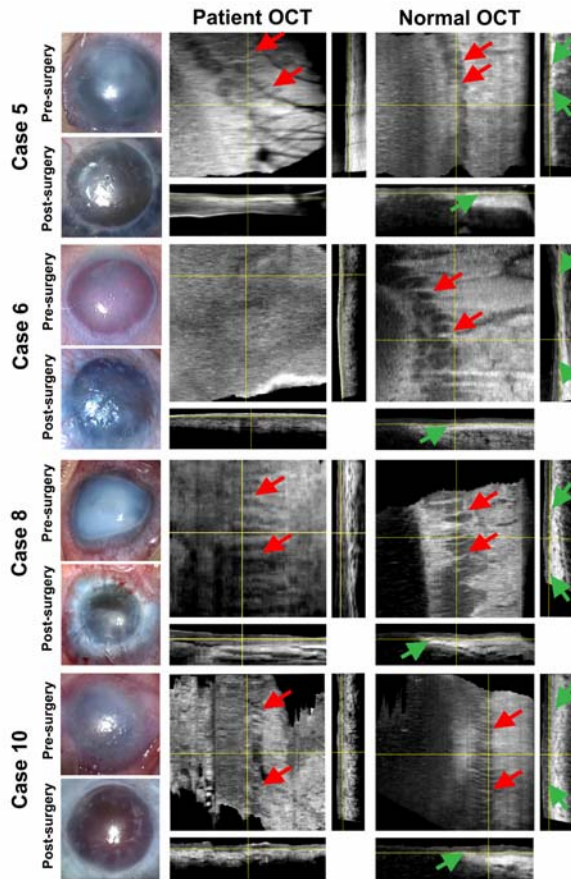 Patient OCT
Normal OCT
Case 5
Pre-surgery
Post-surgery
Case 6
Pre-surgery
Post-surgery
Case 8
Pre-surgery
Post-surgery
Case 10
Pre-surgery
Post-surgery